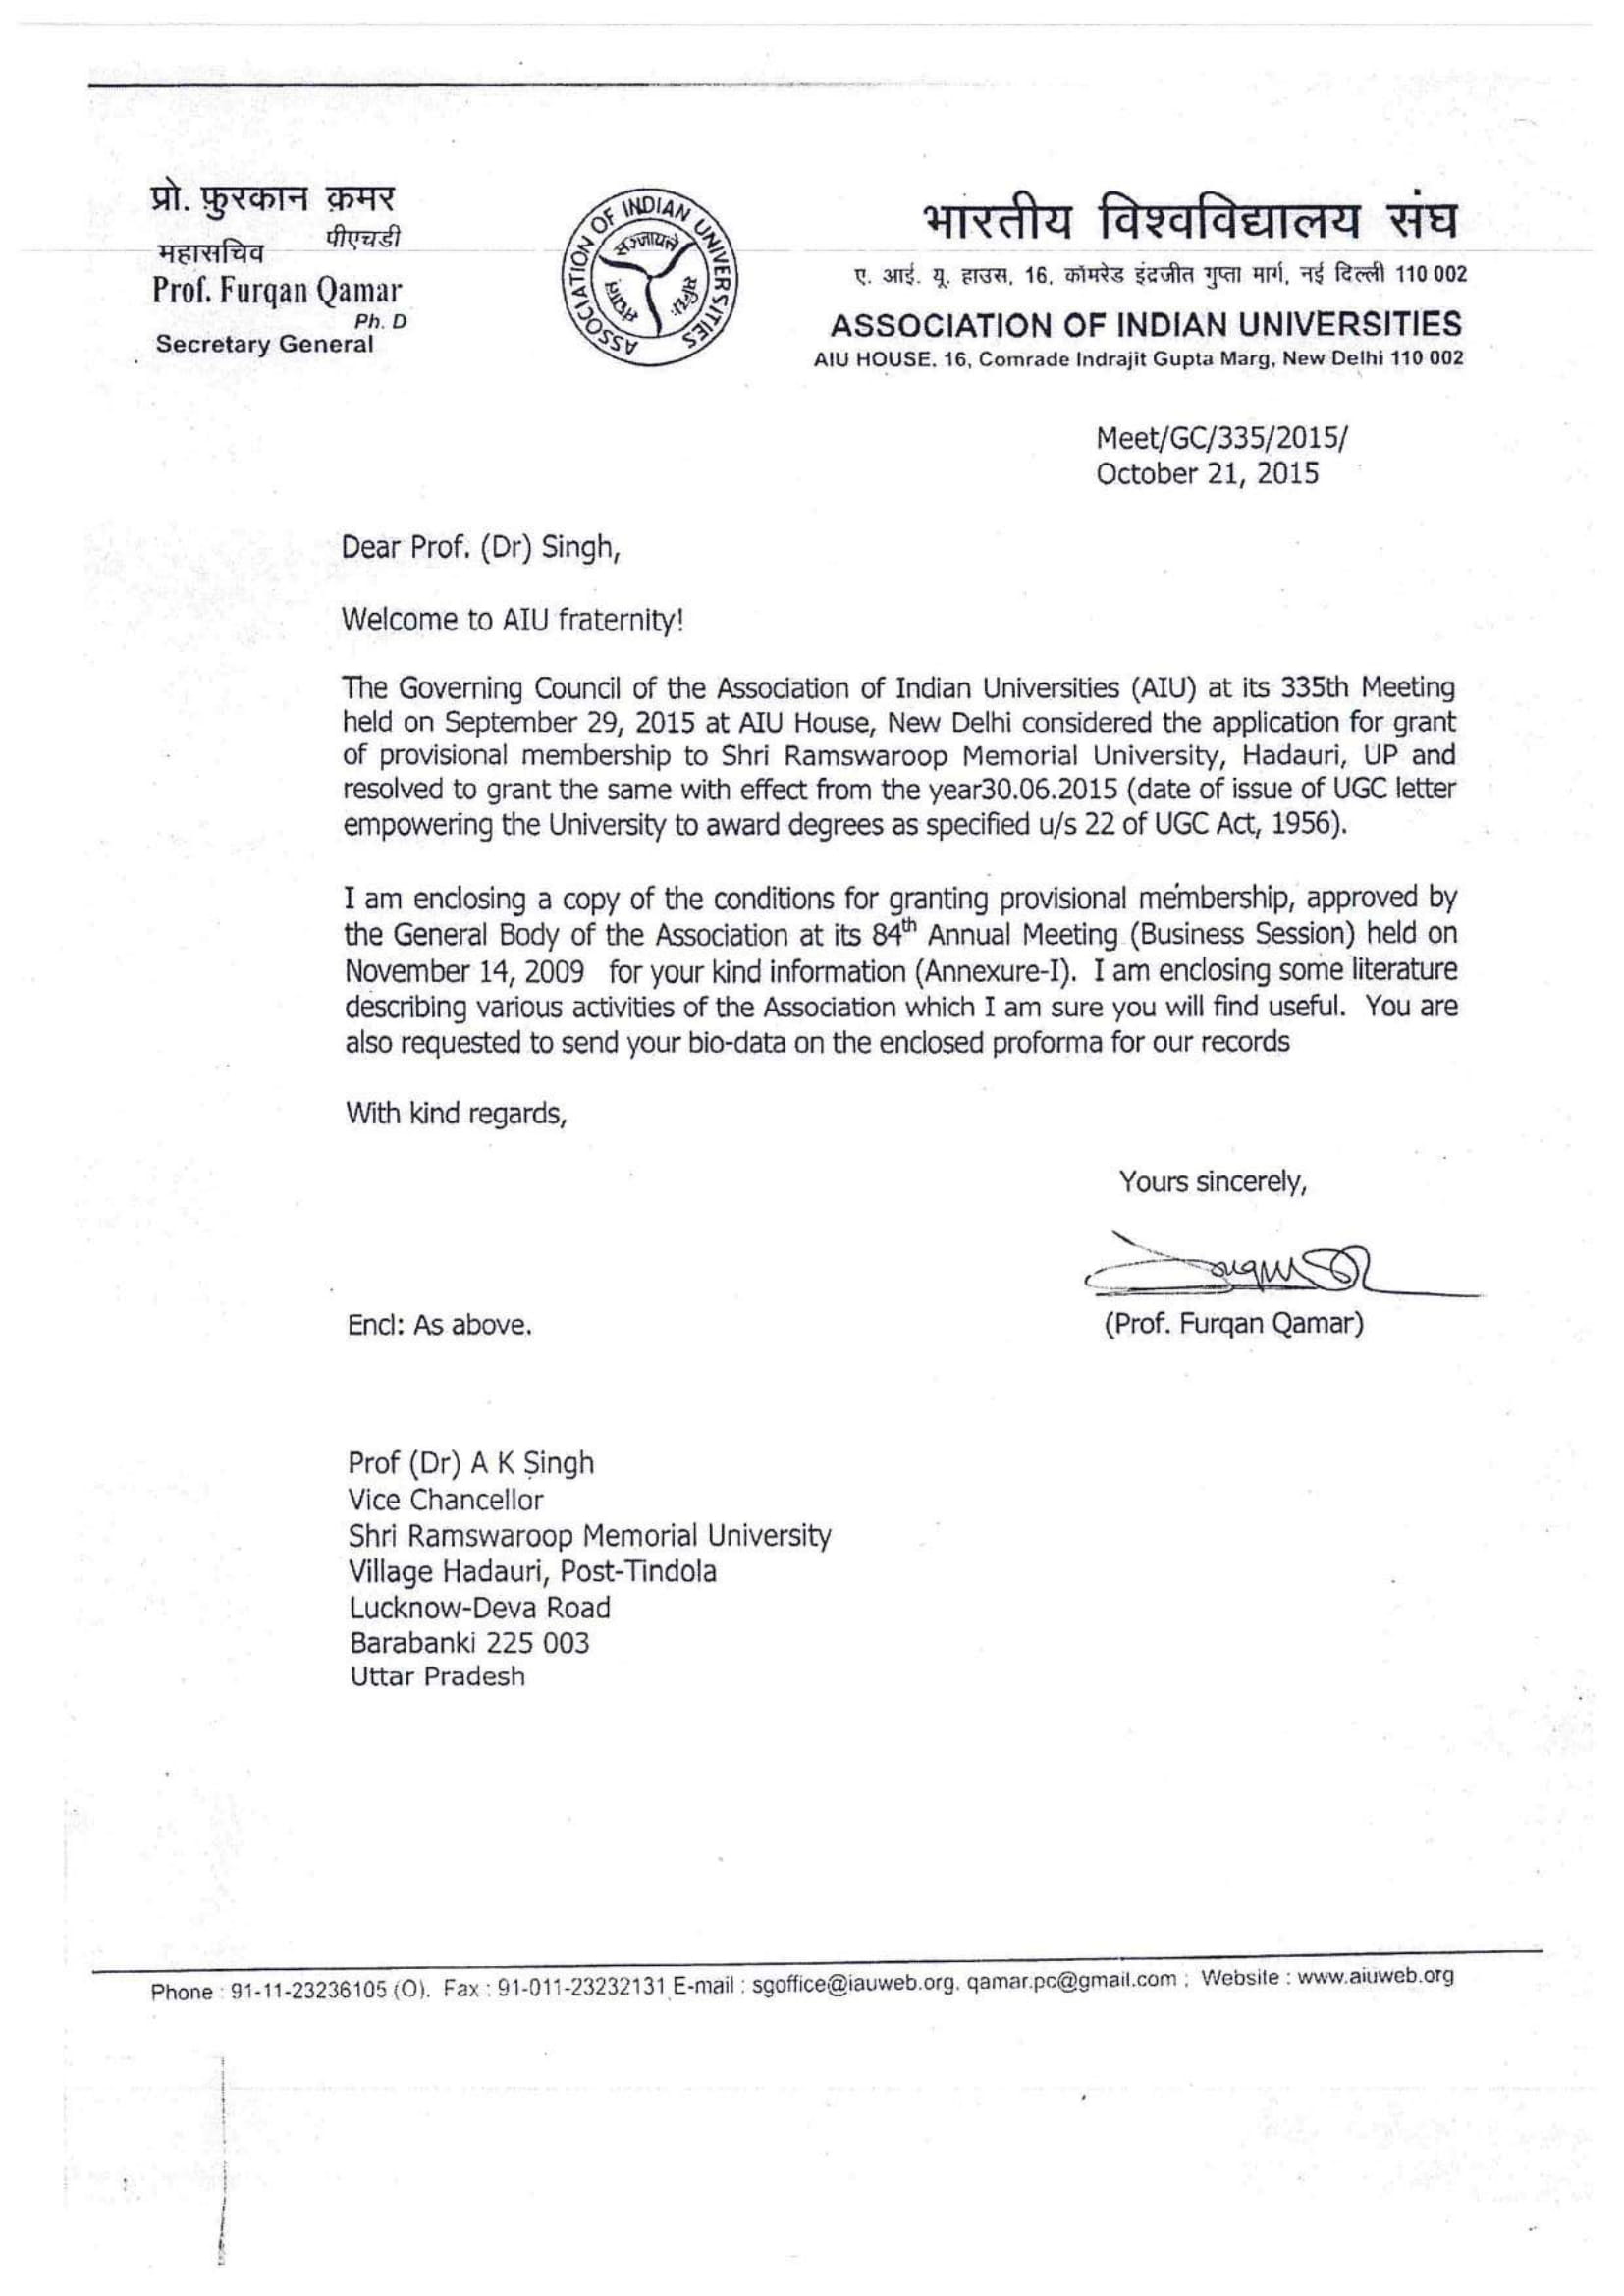 प्रो. फ़ुरकान क़मर
पीएचडी
महासचिव
Prof. Furqan Qamar
Ph. D
Secretary General
ASSOCIATION OF INDIAN UNIVERSITIES
भारतीय विश्वविद्यालय संघ
ए. आई. यू. हाउस, 16, कॉमरेड इंद्रजीत गुप्ता मार्ग, नई दिल्ली 110 002
ASSOCIATION OF INDIAN UNIVERSITIES
AIU HOUSE, 16, Comrade Indrajit Gupta Marg, New Delhi 110 002
Meet/GC/335/2015/
October 21, 2015
Dear Prof. (Dr) Singh,
Welcome to AIU fraternity!
The Governing Council of the Association of Indian Universities (AIU) at its 335th Meeting
held on September 29, 2015 at AIU House, New Delhi considered the application for grant
of provisional membership to Shri Ramswaroop Memorial University, Hadauri, UP and
resolved to grant the same with effect from the year30.06.2015 (date of issue of UGC letter
empowering the University to award degrees as specified u/s 22 of UGC Act, 1956).
I am enclosing a copy of the conditions for granting provisional membership, approved by
the General Body of the Association at its 84th Annual Meeting (Business Session) held on
November 14, 2009 for your kind information (Annexure-I). I am enclosing some literature
describing various activities of the Association which I am sure you will find useful. You are
also requested to send your bio-data on the enclosed proforma for our records
With kind regards,
Yours sincerely,
Encl: As above.
(Prof. Furqan Qamar)
Prof (Dr) A K Singh
Vice Chancellor
Shri Ramswaroop Memorial University
Village Hadauri, Post-Tindola
Lucknow-Deva Road
Barabanki 225 003
Uttar Pradesh
Phone : 91-11-23236105 (O). Fax : 91-011-23232131 E-mail : sgoffice@iauweb.org. qamar.pc@gmail.com ; Website : www.aiuweb.org